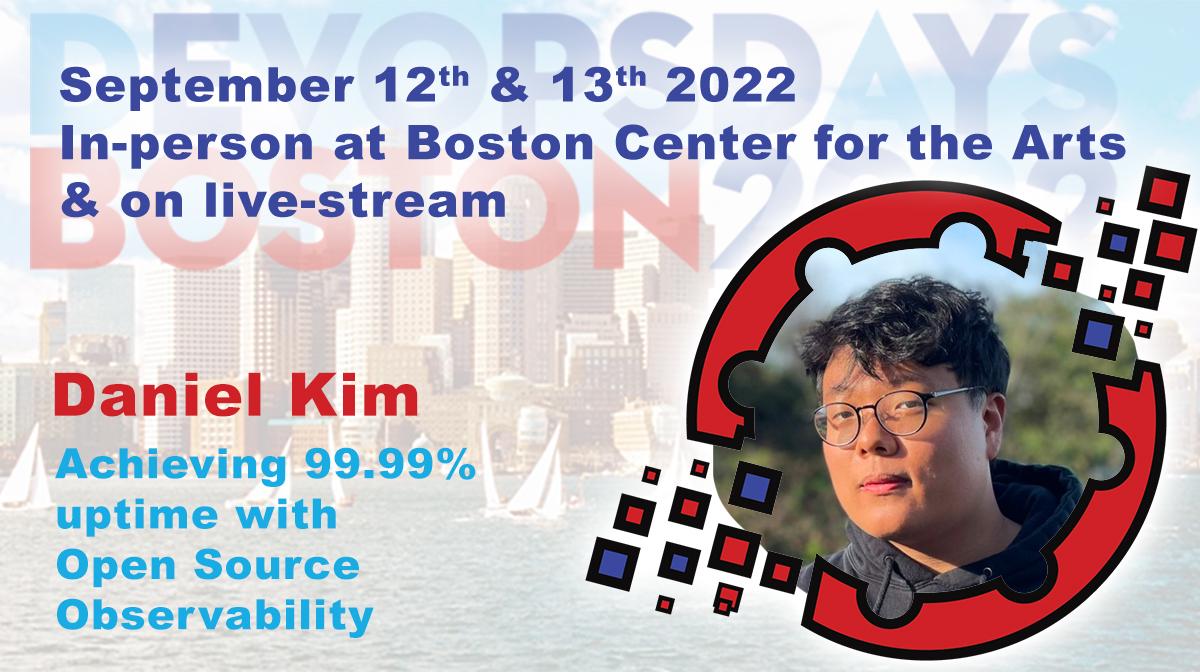 DEVOPSDAYS
BOSTON 2022
September 12th & 13th 2022
In-person at Boston Center for the Arts
& on live-stream
Daniel Kim
Achieving 99.99%
uptime with
Open Source
Observability